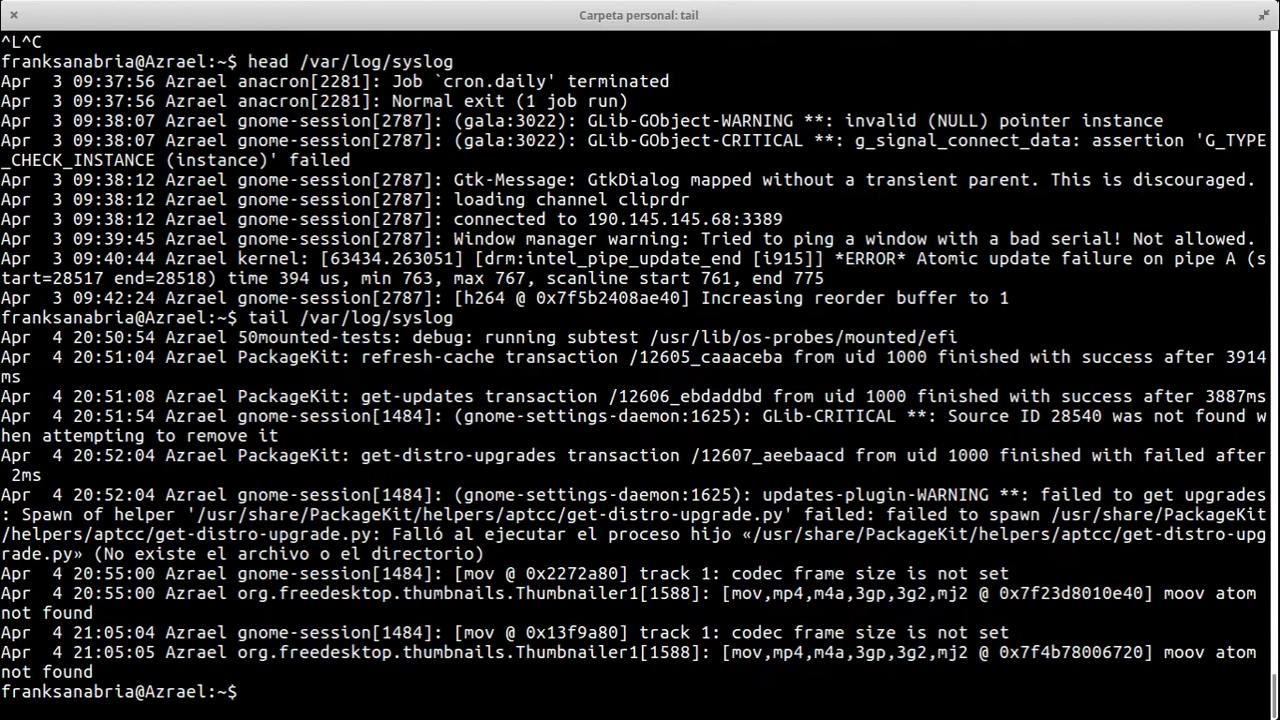 Carpeta personal: tail
^L^C
franksanabria@Azrael:~$ head /var/log/syslog
Apr  3 09:37:56 Azrael anacron[2281]: Job `cron.daily' terminated
Apr  3 09:37:56 Azrael anacron[2281]: Normal exit (1 job run)
Apr  3 09:38:07 Azrael gnome-session[2787]: (gala:3022): GLib-GObject-WARNING **: invalid (NULL) pointer instance
Apr  3 09:38:07 Azrael gnome-session[2787]: (gala:3022): GLib-GObject-CRITICAL **: g_signal_connect_data: assertion 'G_TYPE
_CHECK_INSTANCE (instance)' failed
Apr  3 09:38:12 Azrael gnome-session[2787]: Gtk-Message: GtkDialog mapped without a transient parent. This is discouraged.
Apr  3 09:38:12 Azrael gnome-session[2787]: loading channel cliprdr
Apr  3 09:38:12 Azrael gnome-session[2787]: connected to 190.145.145.68:3389
Apr  3 09:39:45 Azrael gnome-session[2787]: Window manager warning: Tried to ping a window with a bad serial! Not allowed.
Apr  3 09:40:44 Azrael kernel: [63434.263051] [drm:intel_pipe_update_end [i915]] *ERROR* Atomic update failure on pipe A (s
tart=28517 end=28518) time 394 us, min 763, max 767, scanline start 761, end 775
Apr  3 09:42:24 Azrael gnome-session[2787]: [h264 @ 0x7f5b2408ae40] Increasing reorder buffer to 1
franksanabria@Azrael:~$ tail /var/log/syslog
Apr  4 20:50:54 Azrael 50mounted-tests: debug: running subtest /usr/lib/os-probes/mounted/efi
Apr  4 20:51:04 Azrael PackageKit: refresh-cache transaction /12605_caaaceba from uid 1000 finished with success after 3914
ms
Apr  4 20:51:08 Azrael PackageKit: get-updates transaction /12606_ebdaddbd from uid 1000 finished with success after 3887ms
Apr  4 20:51:54 Azrael gnome-session[1484]: (gnome-settings-daemon:1625): GLib-CRITICAL **: Source ID 28540 was not found w
hen attempting to remove it
Apr  4 20:52:04 Azrael PackageKit: get-distro-upgrades transaction /12607_aeebaacd from uid 1000 finished with failed after
 2ms
Apr  4 20:52:04 Azrael gnome-session[1484]: (gnome-settings-daemon:1625): updates-plugin-WARNING **: failed to get upgrades
: Spawn of helper '/usr/share/PackageKit/helpers/aptcc/get-distro-upgrade.py' failed: failed to spawn /usr/share/PackageKit
/helpers/aptcc/get-distro-upgrade.py: Falló al ejecutar el proceso hijo «/usr/share/PackageKit/helpers/aptcc/get-distro-upg
rade.py» (No existe el archivo o el directorio)
Apr  4 20:55:00 Azrael gnome-session[1484]: [mov @ 0x2272a80] track 1: codec frame size is not set
Apr  4 20:55:00 Azrael org.freedesktop.thumbnails.Thumbnailer1[1588]: [mov,mp4,m4a,3gp,3g2,mj2 @ 0x7f23d8010e40] moov atom
not found
Apr  4 21:05:04 Azrael gnome-session[1484]: [mov @ 0x13f9a80] track 1: codec frame size is not set
Apr  4 21:05:05 Azrael org.freedesktop.thumbnails.Thumbnailer1[1588]: [mov,mp4,m4a,3gp,3g2,mj2 @ 0x7f4b78006720] moov atom
not found
franksanabria@Azrael:~$